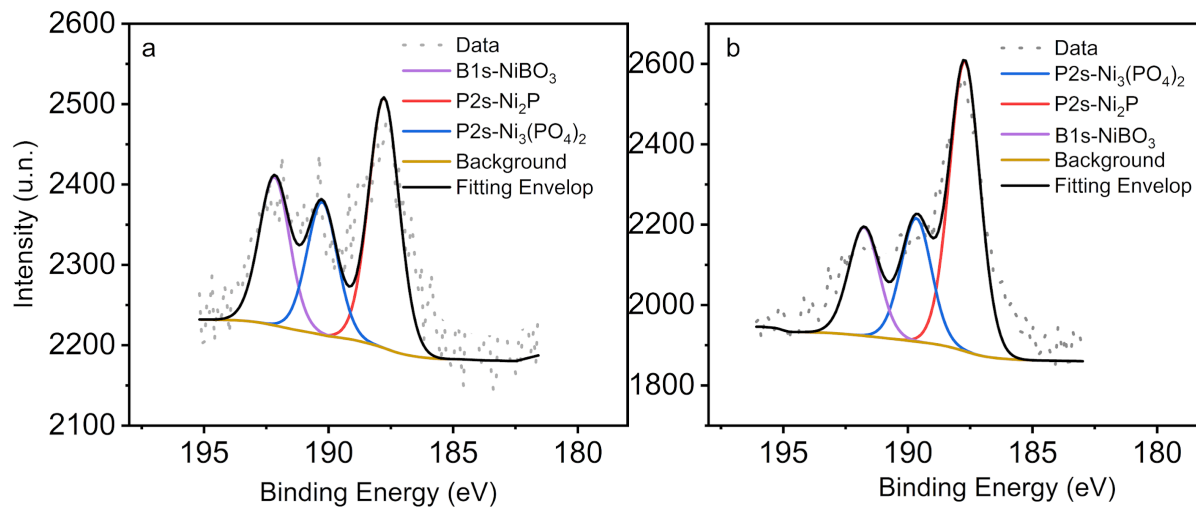 a
2600
2500
2400
2300
2200
2100
Intensity (u.n.)
Data
B1s-NiBO₃
P2s-Ni₂P
P2s-Ni₃(PO₄)₂
Background
Fitting Envelop
195
190
185
180
Binding Energy (eV)
b
2600
2400
2200
2000
1800
Data
P2s-Ni₃(PO₄)₂
P2s-Ni₂P
B1s-NiBO₃
Background
Fitting Envelop
195
190
185
180
Binding Energy (eV)